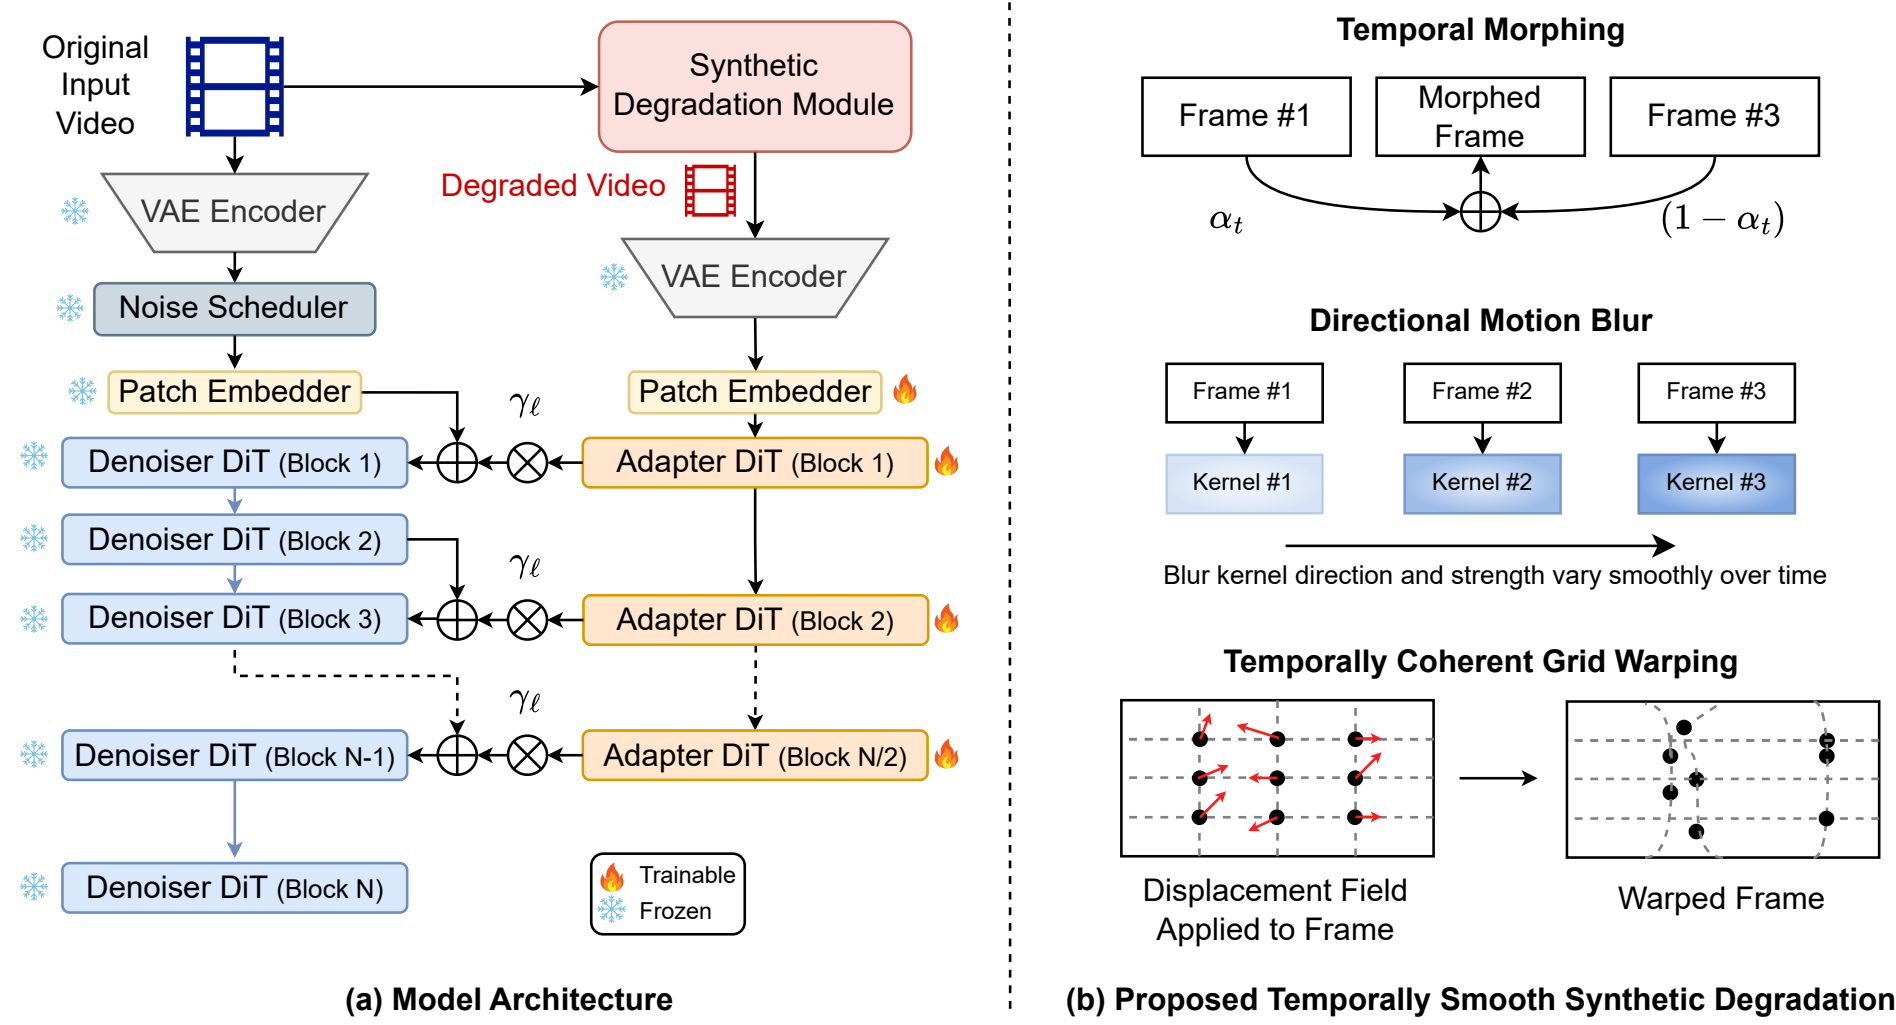 Original
Input
Video
Synthetic
Degradation Module
Degraded Video
VAE Encoder
VAE Encoder
Noise Scheduler
Patch Embedder
γℓ
Patch Embedder
Denoiser DiT (Block 1)
Adapter DiT (Block 1)
Denoiser DiT (Block 2)
γℓ
Denoiser DiT (Block 3)
Adapter DiT (Block 2)
γℓ
Denoiser DiT (Block N-1)
Adapter DiT (Block N/2)
Denoiser DiT (Block N)
Trainable
Frozen
(a) Model Architecture
Temporal Morphing
Frame #1
Morphed
Frame
Frame #3
αt
(1 − αt)
Directional Motion Blur
Frame #1
Frame #2
Frame #3
Kernel #1
Kernel #2
Kernel #3
Blur kernel direction and strength vary smoothly over time
Temporally Coherent Grid Warping
Displacement Field
Applied to Frame
Warped Frame
(b) Proposed Temporally Smooth Synthetic Degradation